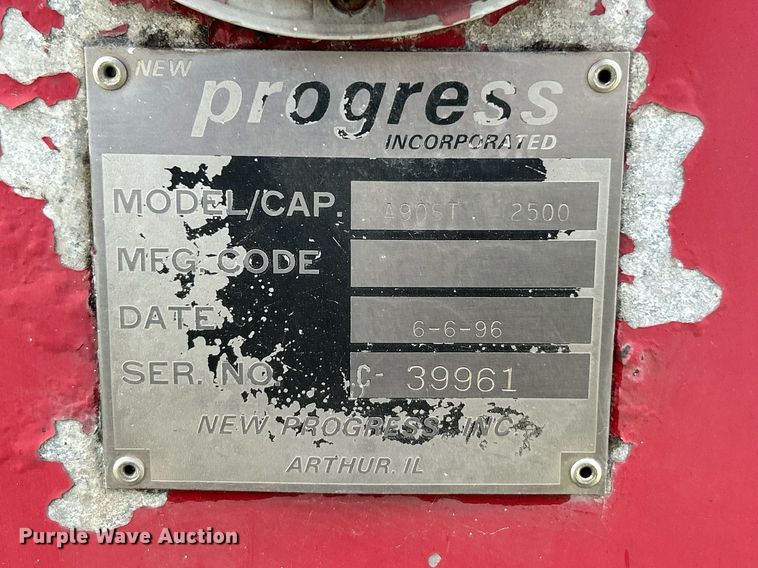 NEW
progress
INCORPORATED
MODEL/CAP. A90ST 2500
MFG. CODE
DATE 6-6-96
SER. NO. C- 39961
NEW PROGRESS, INC.
ARTHUR, IL
Purple Wave Auction